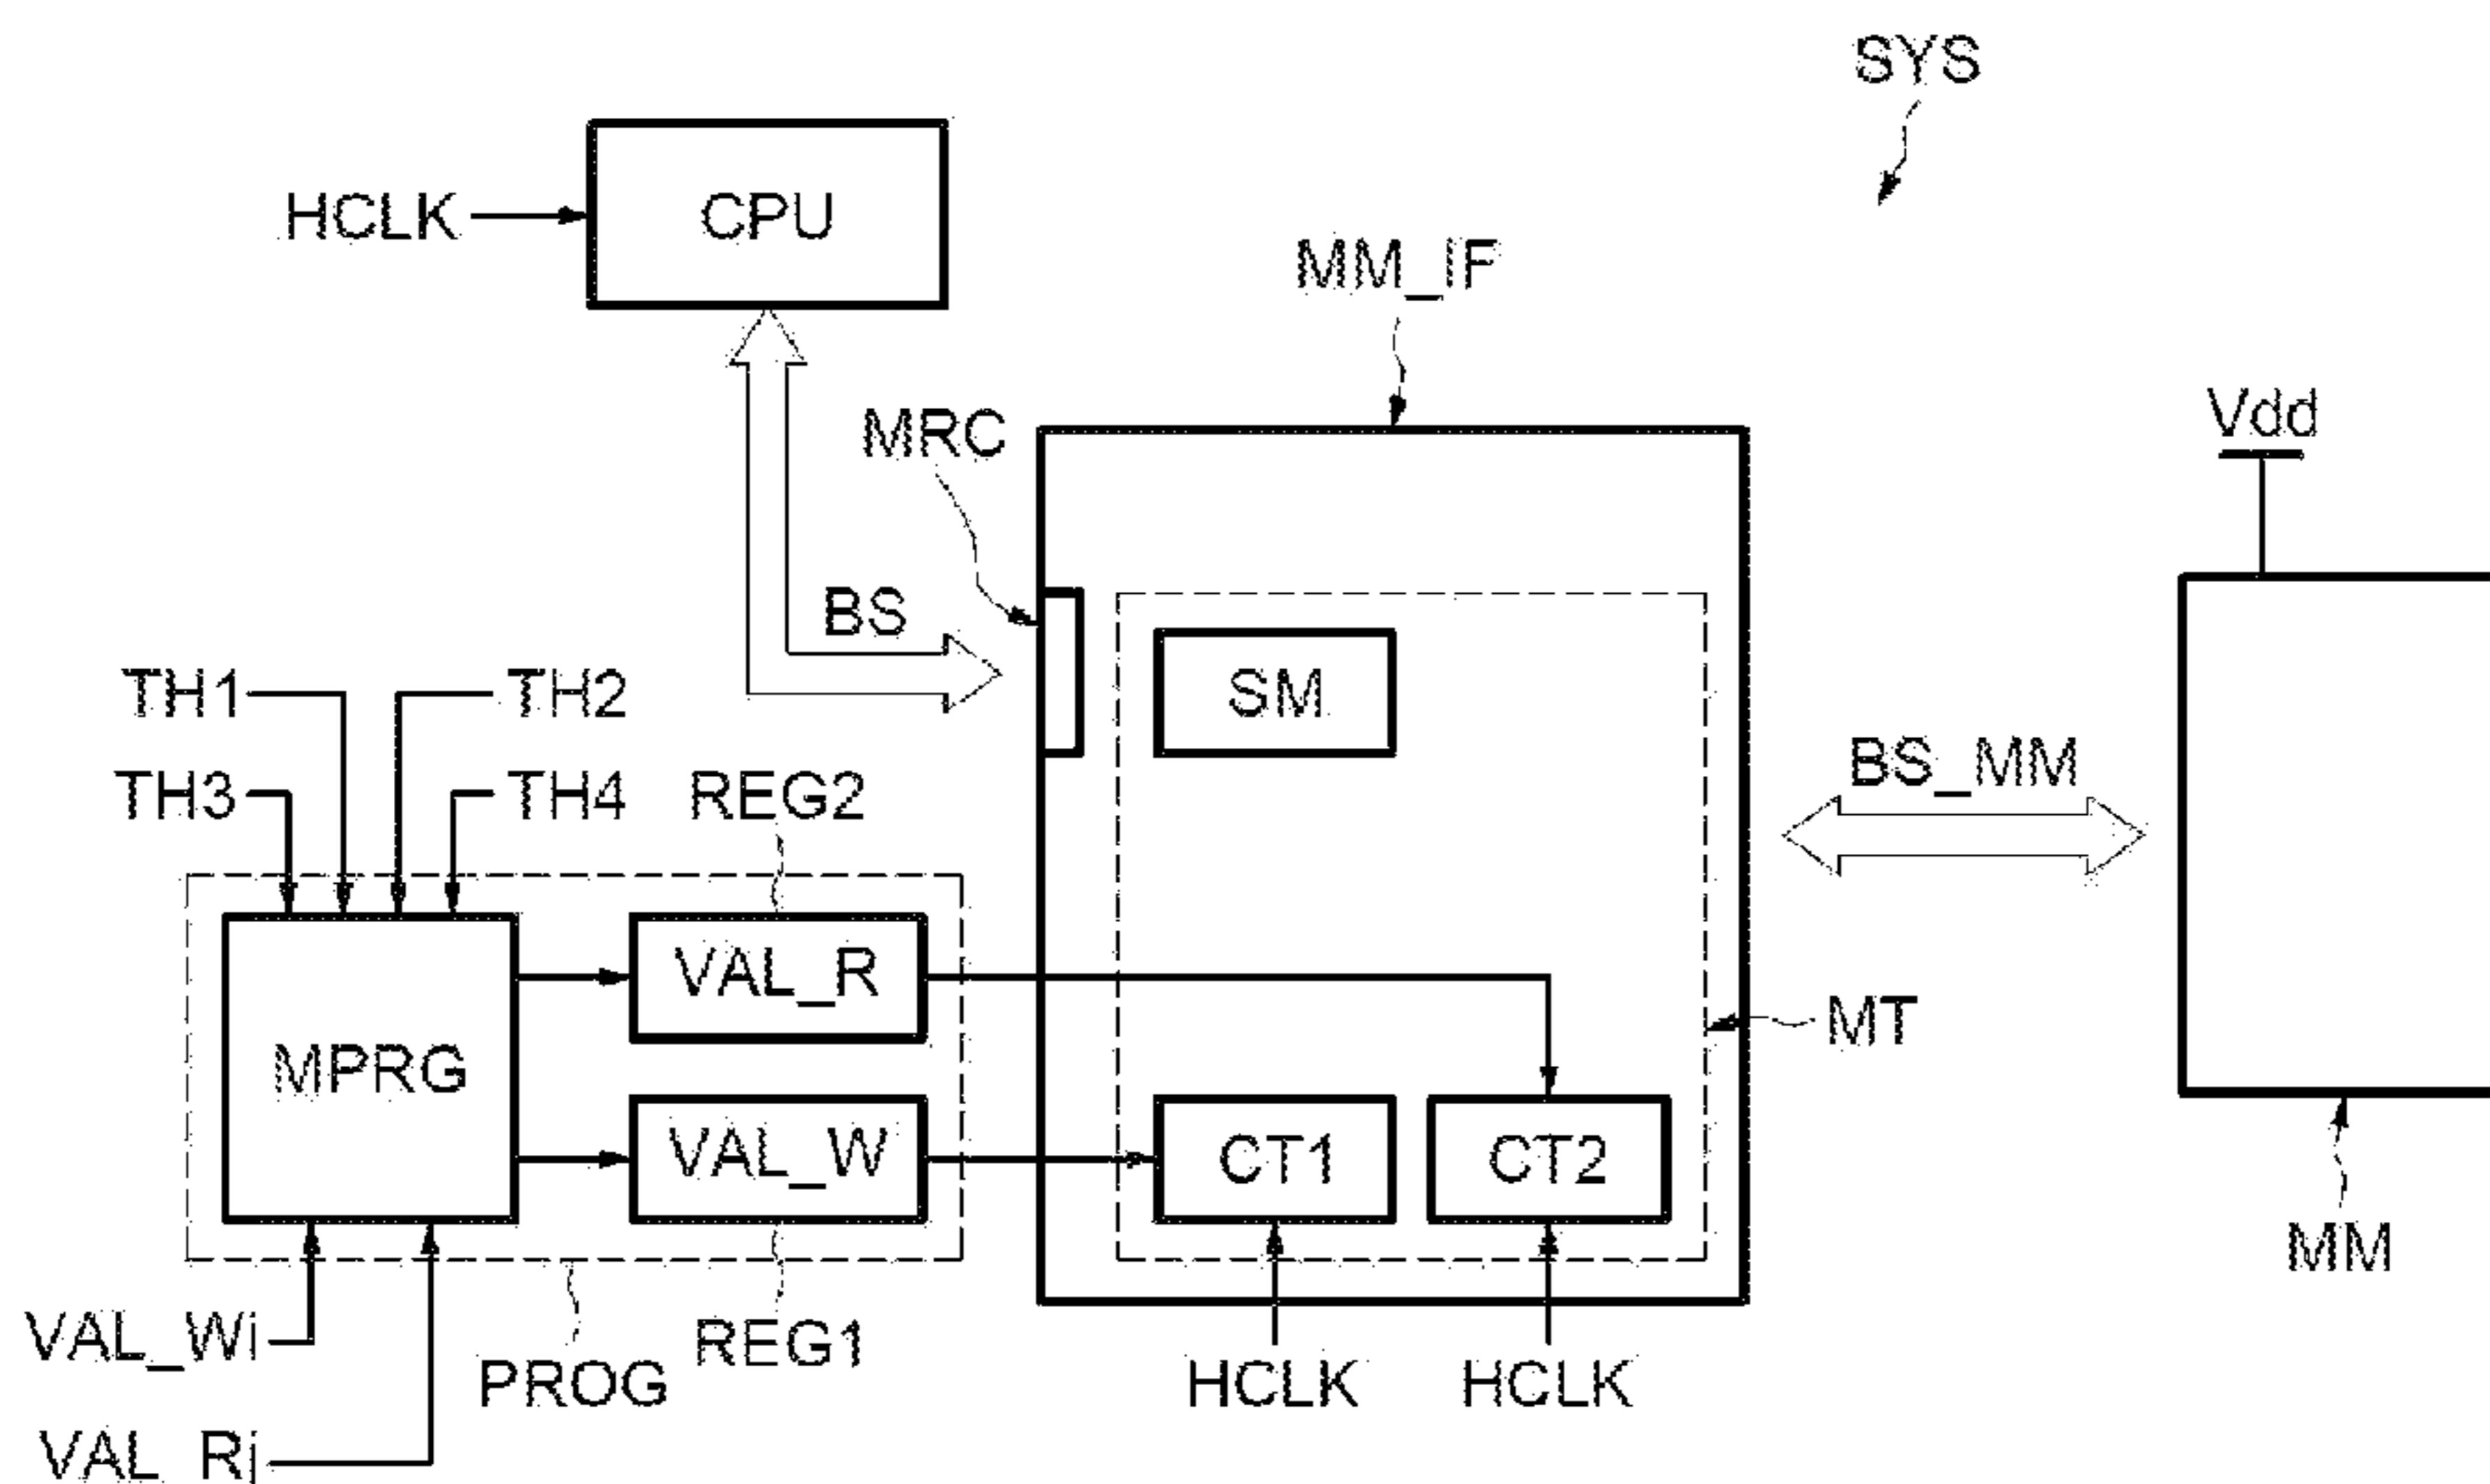 SYS
HCLK
CPU
MM_IF
MRC
Vdd
BS
TH1
TH2
SM
TH3
TH4
REG2
BS_MM
VAL_R
MT
MPRG
VAL_W
CT1
CT2
MM
VAL_Wi
REG1
PROG
HCLK
HCLK
VAL_Ri